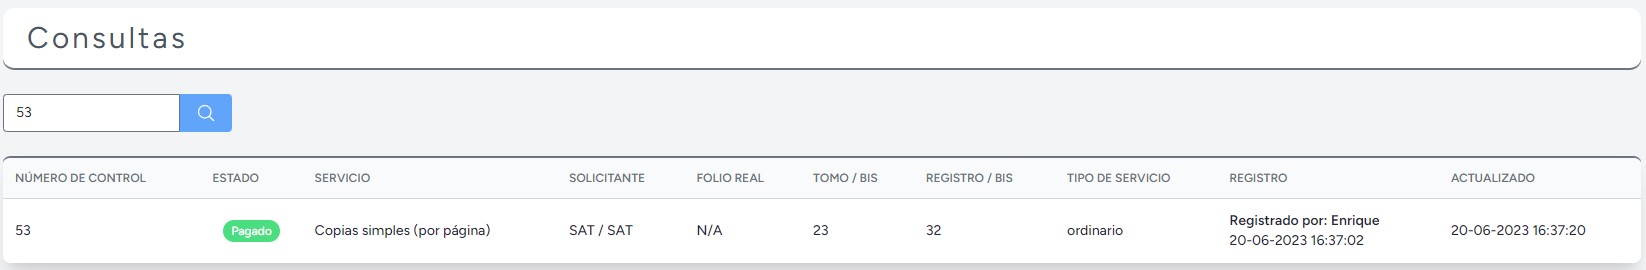 Consultas
53
NÚMERO DE CONTROL ESTADO SERVICIO SOLICITANTE FOLIO REAL TOMO / BIS REGISTRO / BIS TIPO DE SERVICIO REGISTRO ACTUALIZADO
53 Pagado Copias simples (por página) SAT / SAT N/A 23 32 ordinario Registrado por: Enrique 20-06-2023 16:37:20
20-06-2023 16:37:02